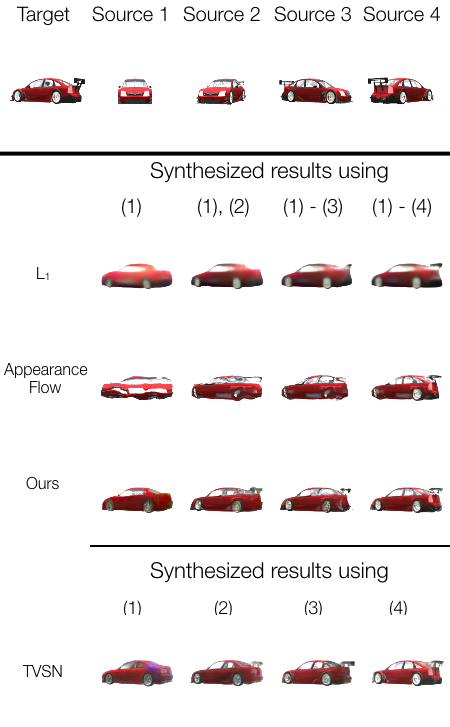 Target Source 1 Source 2 Source 3 Source 4
Synthesized results using
(1) (1), (2) (1) - (3) (1) - (4)
L₁
Appearance
Flow
Ours
Synthesized results using
(1) (2) (3) (4)
TVSN